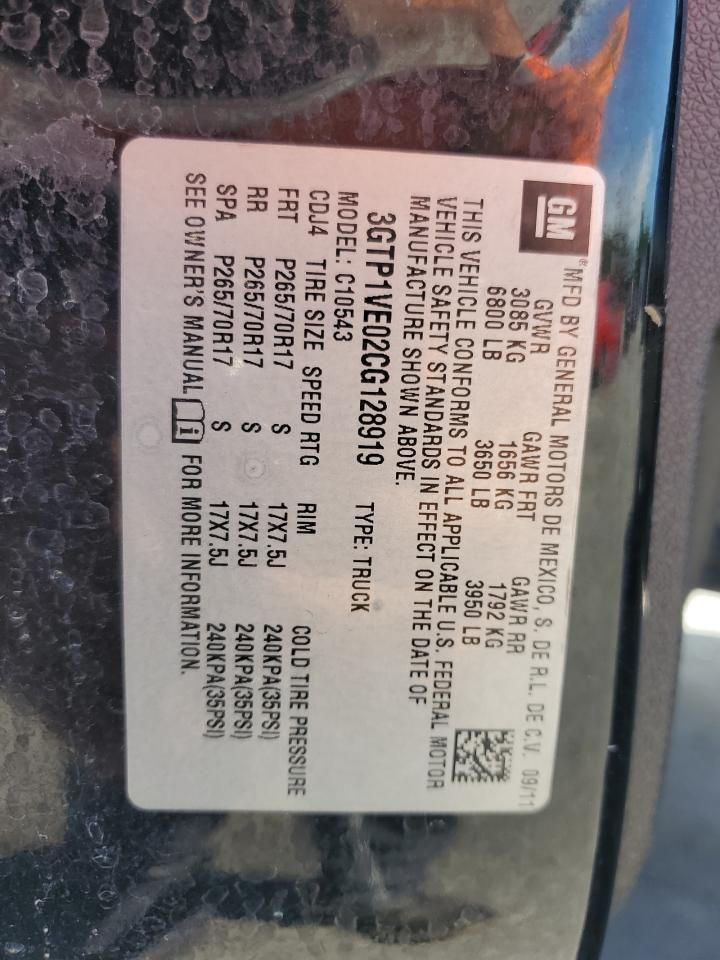 GM
®MFD BY GENERAL MOTORS DE MEXICO, S. DE R.L. DE C.V. 09/11
GVWR GAWR FRT GAWR RR
3085 KG 1656 KG 1792 KG
6800 LB 3650 LB 3950 LB
THIS VEHICLE CONFORMS TO ALL APPLICABLE U.S. FEDERAL MOTOR
VEHICLE SAFETY STANDARDS IN EFFECT ON THE DATE OF
MANUFACTURE SHOWN ABOVE.
3GTP1VE02CG128919 TYPE: TRUCK
MODEL: C10543
CDJ4 TIRE SIZE SPEED RTG RIM COLD TIRE PRESSURE
FRT P265/70R17 S 17X7.5J 240KPA(35PSI)
RR P265/70R17 S 17X7.5J 240KPA(35PSI)
SPA P265/70R17 S 17X7.5J 240KPA(35PSI)
SEE OWNER'S MANUAL i FOR MORE INFORMATION.